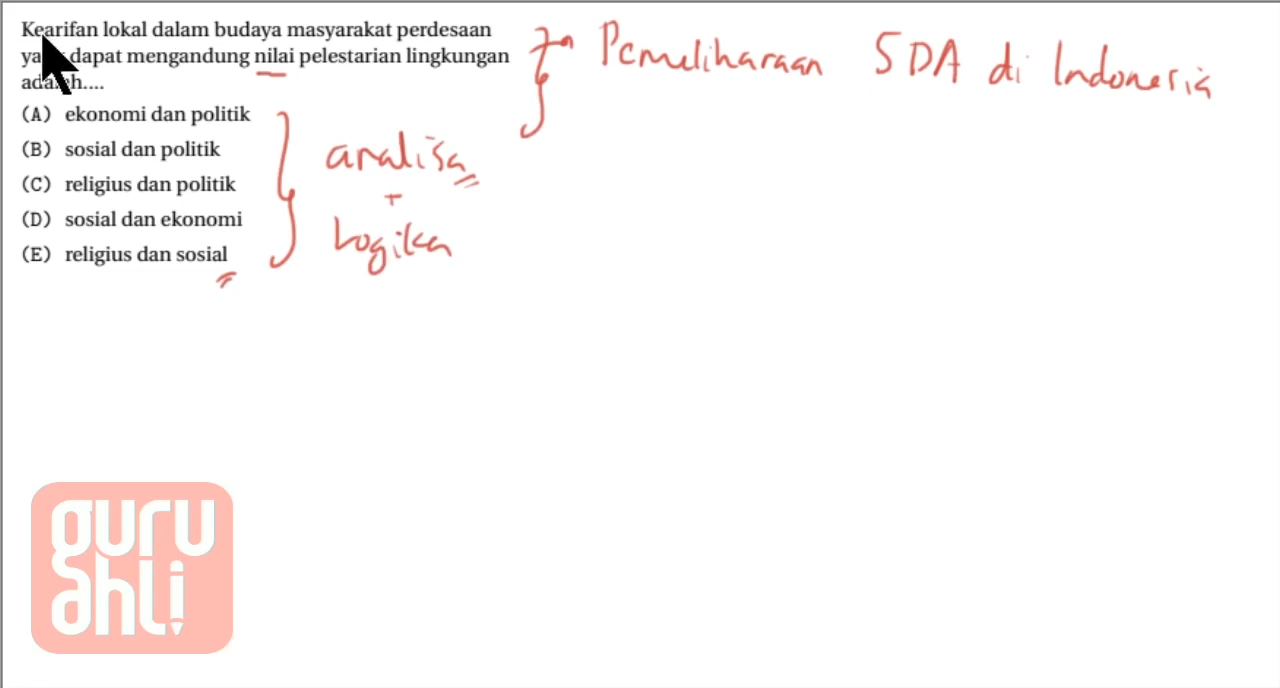 Kearifan lokal dalam budaya masyarakat perdesaan
dapat mengandung nilai pelestarian lingkungan
(A) ekonomi dan politik
(B) sosial dan politik
(C) religius dan politik
(D) sosial dan ekonomi
(E) religius dan sosial
Pemeliharaan SDA di Indonesia
analisa
+
Logika
guru
ahli